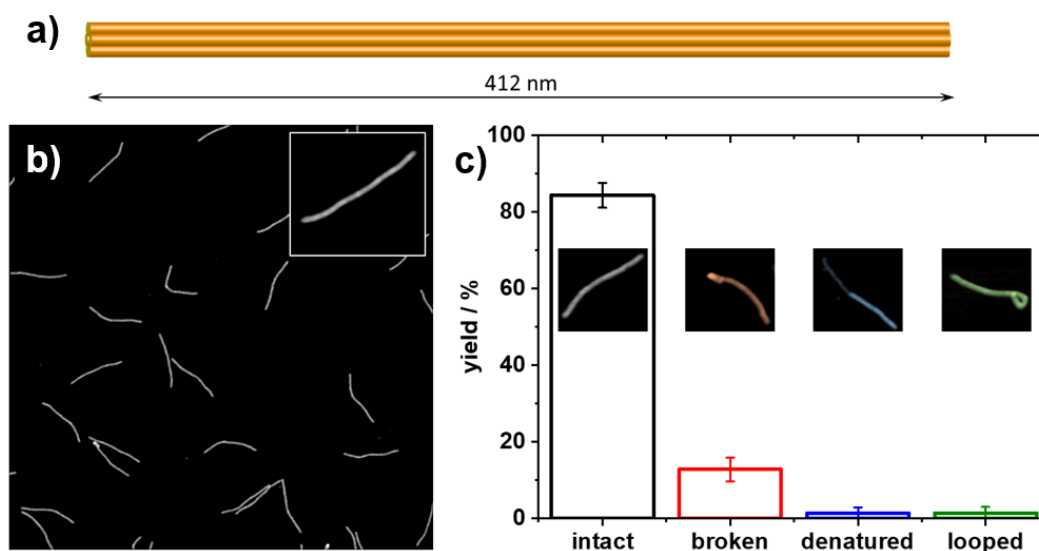 a)
412 nm
b)
c)
100
80
60
40
20
0
yield / %
intact broken denatured looped